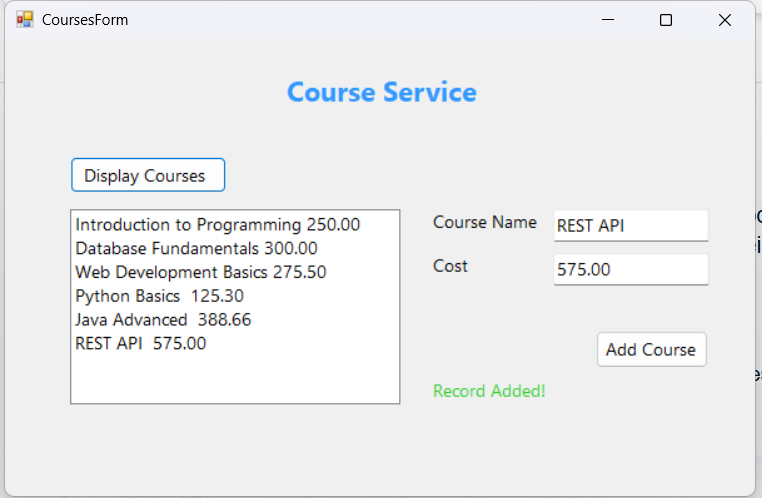 CoursesForm
Course Service
Display Courses
Introduction to Programming 250.00
Database Fundamentals 300.00
Web Development Basics 275.50
Python Basics  125.30
Java Advanced  388.66
REST API  575.00
Course Name
REST API
Cost
575.00
Add Course
Record Added!